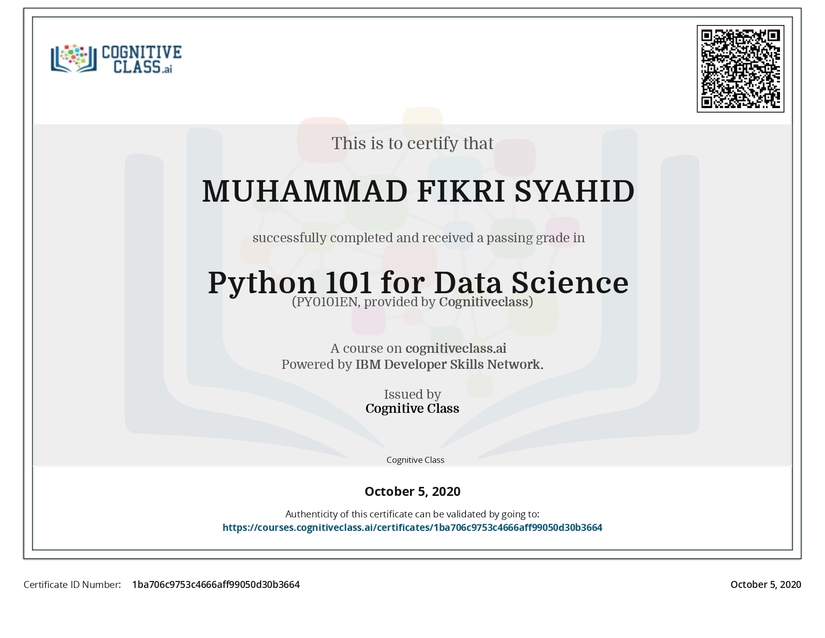 COGNITIVE
CLASS.ai
This is to certify that
MUHAMMAD FIKRI SYAHID
successfully completed and received a passing grade in
Python 101 for Data Science
(PY0101EN, provided by Cognitiveclass)
A course on cognitiveclass.ai
Powered by IBM Developer Skills Network.
Issued by
Cognitive Class
Cognitive Class
October 5, 2020
Authenticity of this certificate can be validated by going to:
https://courses.cognitiveclass.ai/certificates/1ba706c9753c4666aff99050d30b3664
Certificate ID Number: 1ba706c9753c4666aff99050d30b3664
October 5, 2020